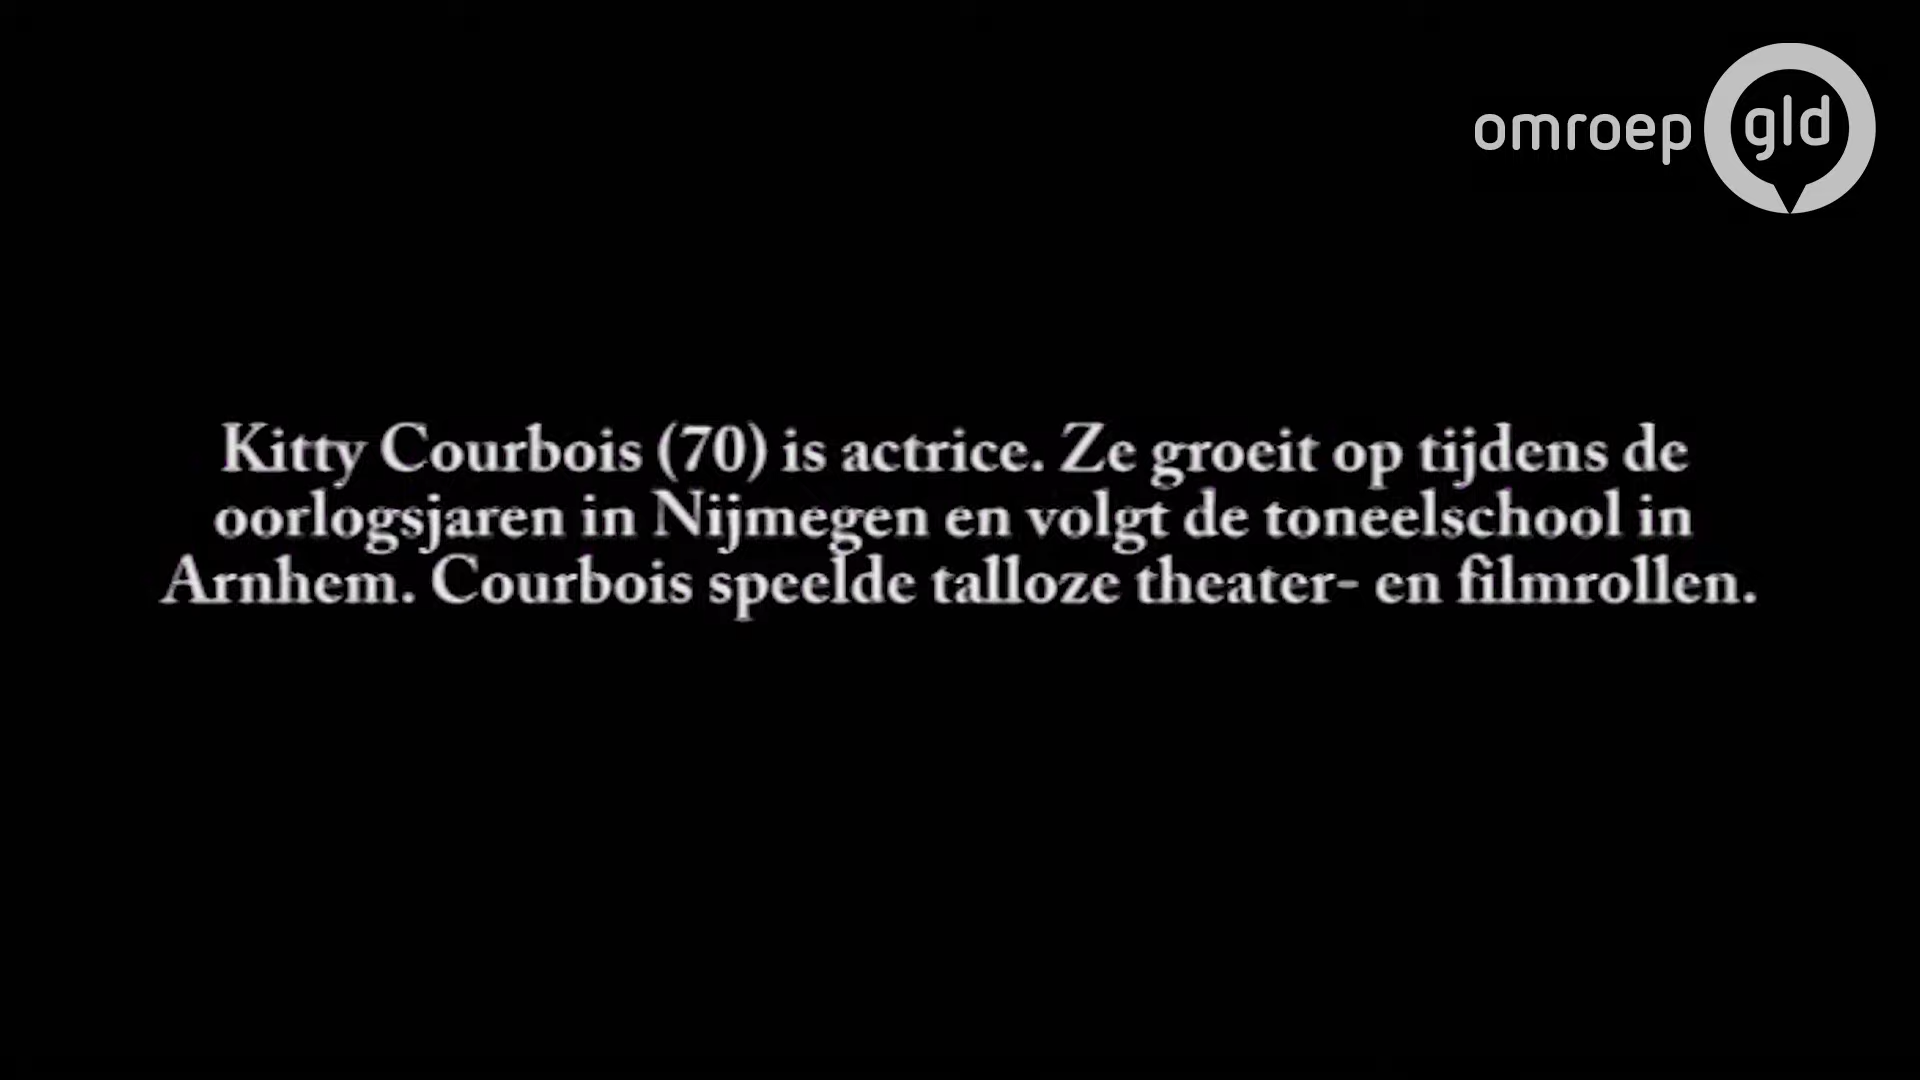 omroep gld
Kitty Courbois (70) is actrice. Ze groeit op tijdens de
oorlogsjaren in Nijmegen en volgt de toneelschool in
Arnhem. Courbois speelde talloze theater- en filmrollen.